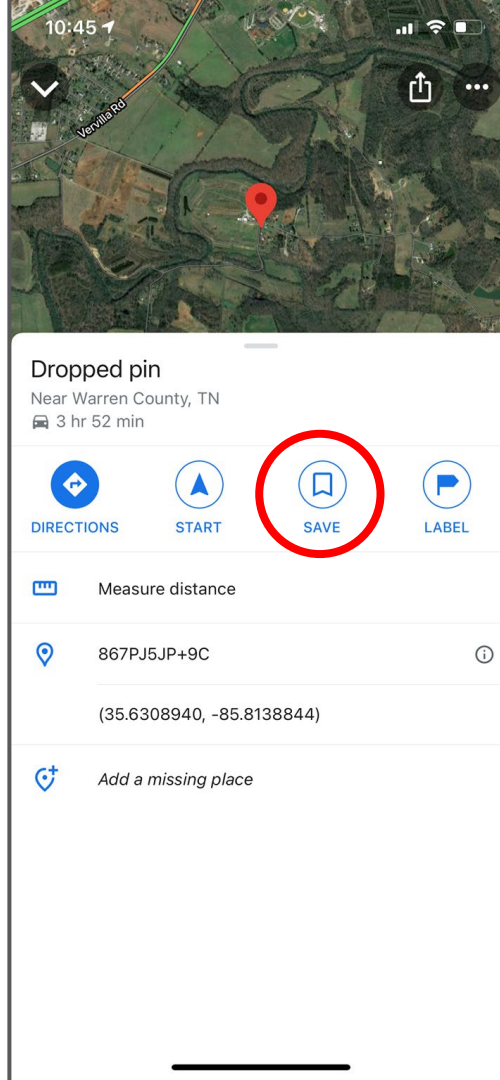 10:45
Vervilla Rd
Dropped pin
Near Warren County, TN
3 hr 52 min
DIRECTIONS START SAVE LABEL
Measure distance
867PJ5JP+9C
(35.6308940, -85.8138844)
Add a missing place